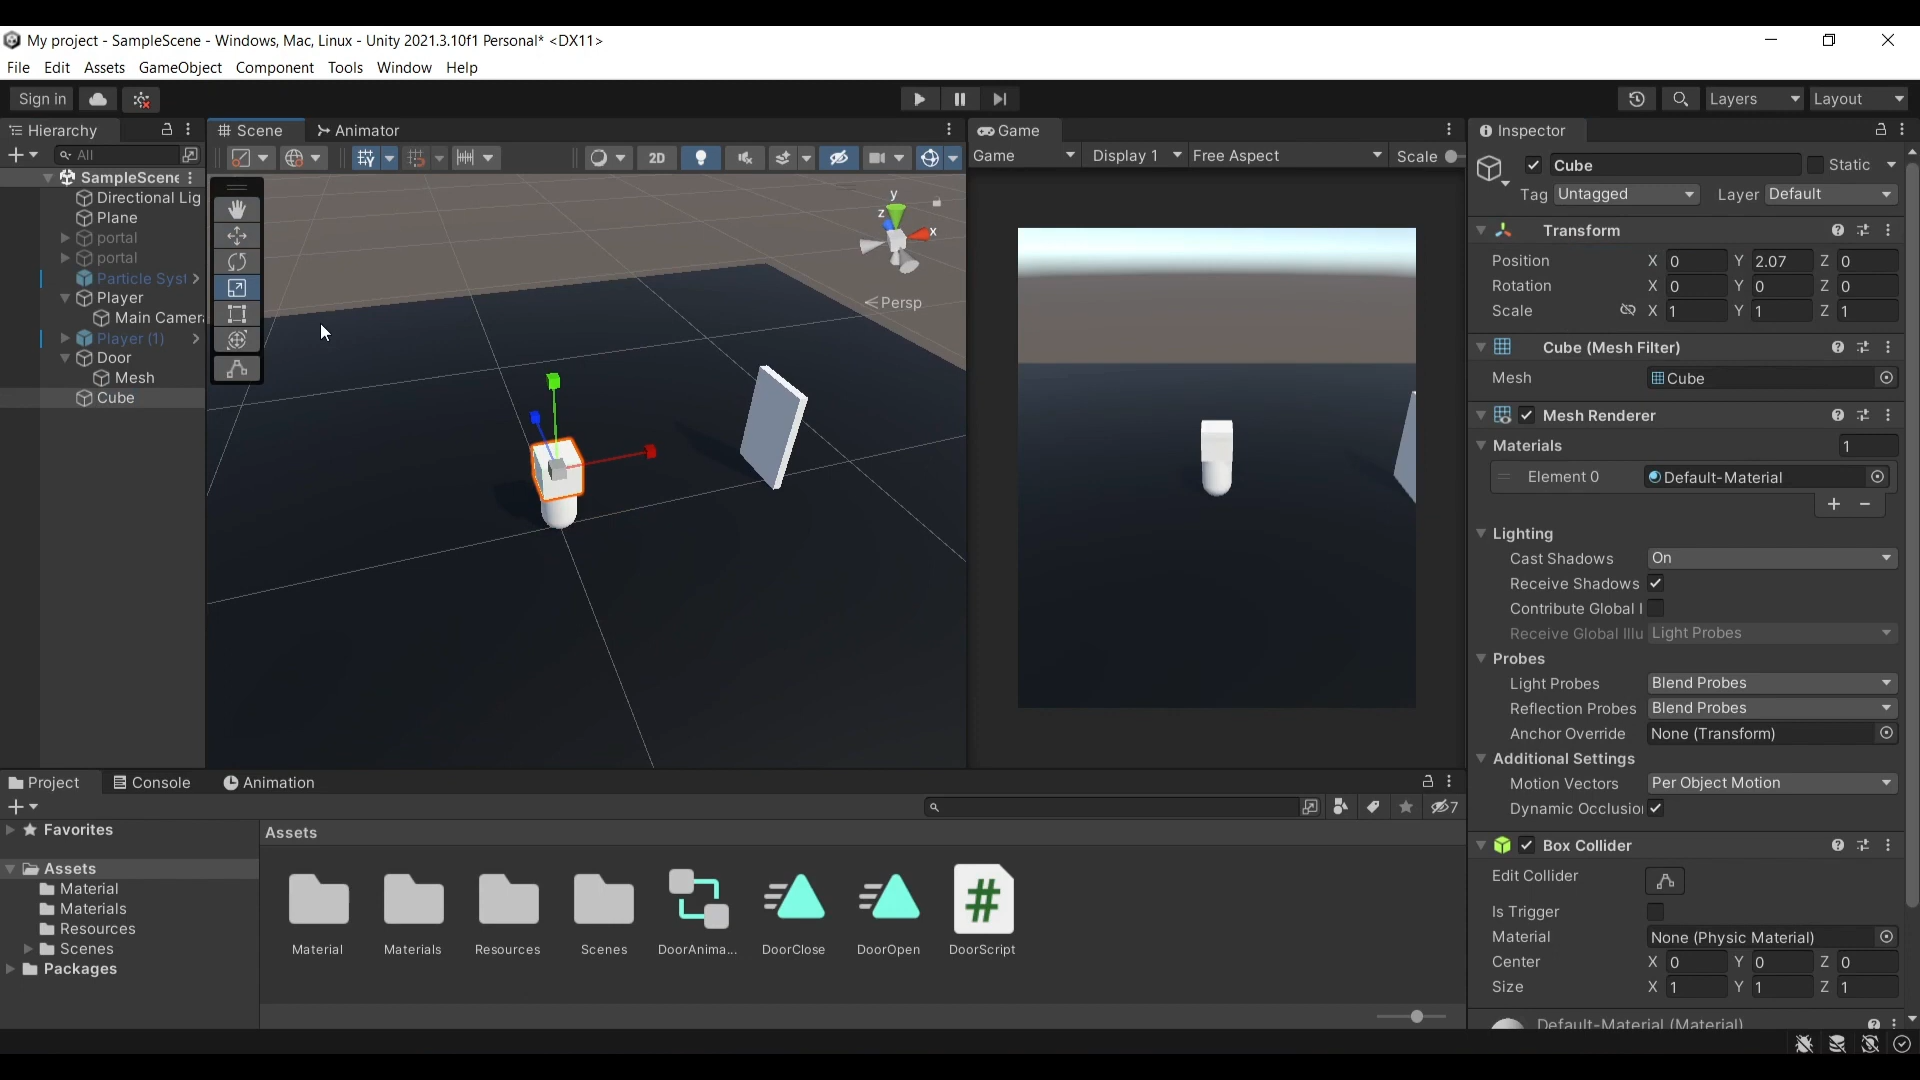 My project - SampleScene - Windows, Mac, Linux - Unity 2021.3.10f1 Personal* <DX11>
File Edit Assets GameObject Component Tools Window Help
Sign in Layers Layout
Hierarchy
All
SampleScene
Directional Lig
Plane
portal
portal
Particle Syst
Player
Main Camer
Player (1)
Door
Mesh
Cube
Scene Animator
2D
y
z
x
Persp
Game
Game Display 1 Free Aspect Scale
Inspector
Cube Static
Tag Untagged Layer Default
Transform
Position X 0 Y 2.07 Z 0
Rotation X 0 Y 0 Z 0
Scale X 1 Y 1 Z 1
Cube (Mesh Filter)
Mesh Cube
Mesh Renderer
Materials 1
Element 0 Default-Material
Lighting
Cast Shadows On
Receive Shadows
Contribute Global I
Receive Global Illu Light Probes
Probes
Light Probes Blend Probes
Reflection Probes Blend Probes
Anchor Override None (Transform)
Additional Settings
Motion Vectors Per Object Motion
Dynamic Occlusio
Box Collider
Edit Collider
Is Trigger
Material None (Physic Material)
Center X 0 Y 0 Z 0
Size X 1 Y 1 Z 1
Default-Material (Material)
Project Console Animation
7
Favorites
Assets
Material
Materials
Resources
Scenes
Packages
Assets
Material Materials Resources Scenes DoorAnima... DoorClose DoorOpen DoorScript